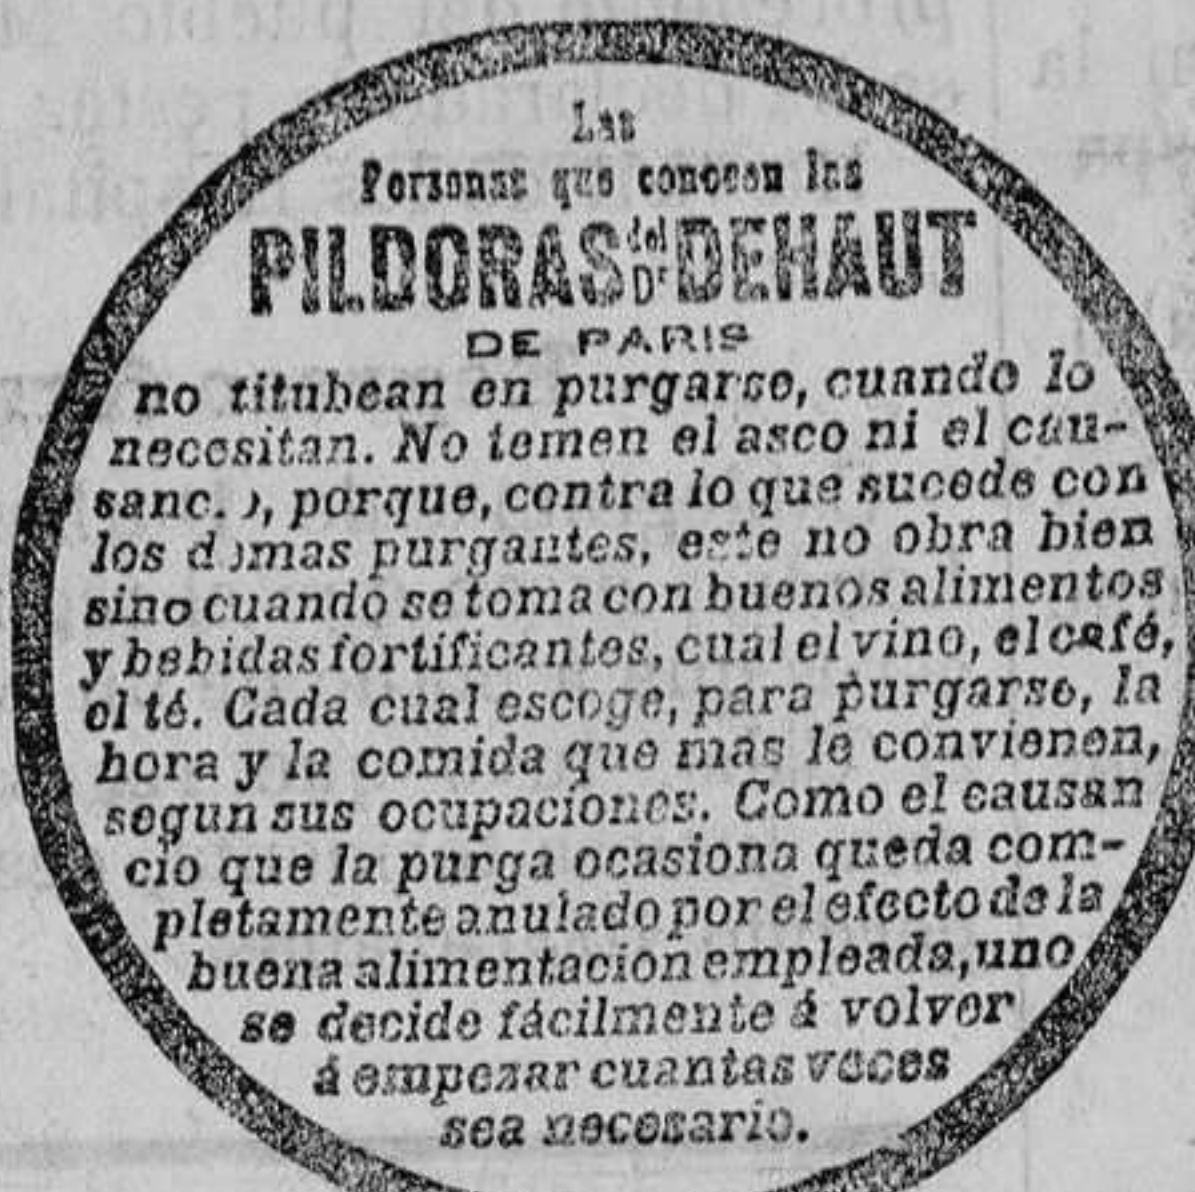 Las
Personas que conocen las
PILDORAS del DR DEHAUT
DE PARIS
no titubean en purgarse, cuando lo
necesitan. No temen el asco ni el cau-
sancio, porque, contra lo que sucede con
los demas purgantes, este no obra bien
sino cuando se toma con buenos alimentos
y bebidas fortificantes, cual el vino, el café,
el té. Cada cual escoge, para purgarse, la
hora y la comida que mas le convienen,
segun sus ocupaciones. Como el causan
cio que la purga ocasiona queda com-
pletamente anulado por el efecto de la
buena alimentacion empleada, uno
se decide fácilmente á volver
á empezar cuantas veces
sea necesario.